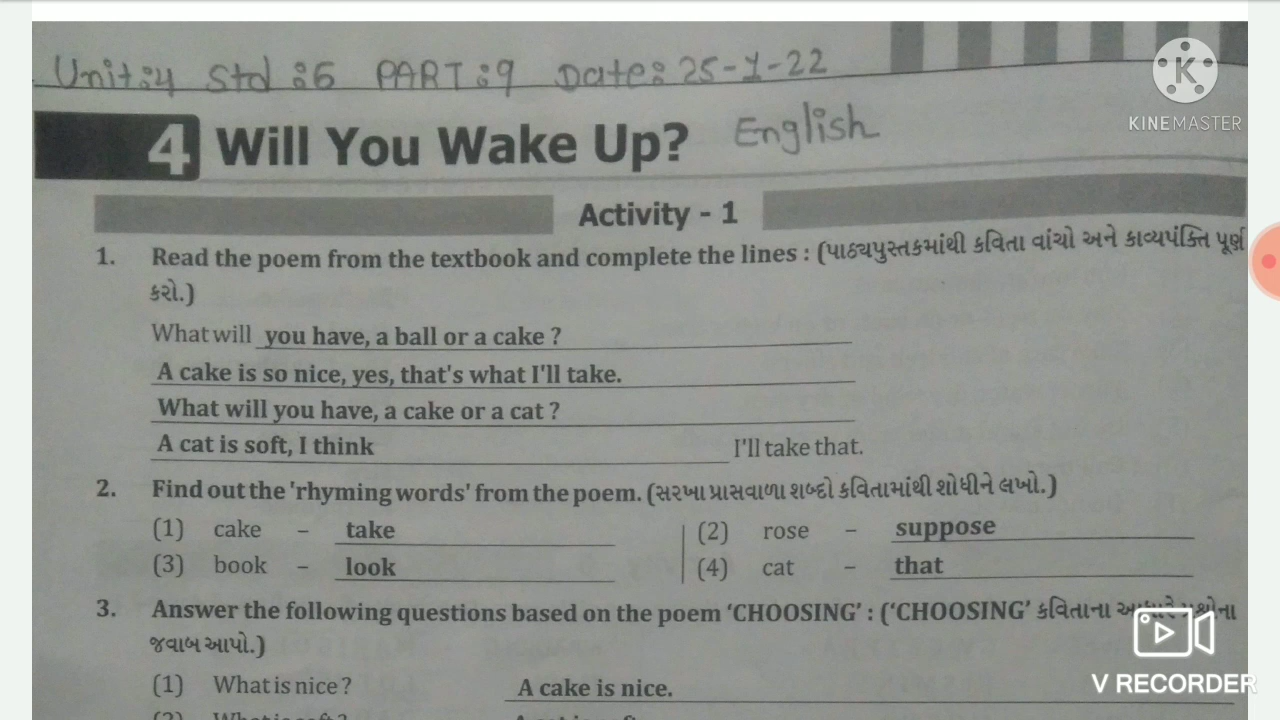 Unit:4 Std :6 PART:9 Date: 25-1-22
KINEMASTER
4 Will You Wake Up? English
Activity - 1
1. Read the poem from the textbook and complete the lines : (પાઠ્યપુસ્તકમાંથી કવિતા વાંચો અને કાવ્યપંક્તિ પૂર્ણ
કરો.)
What will you have, a ball or a cake ?
A cake is so nice, yes, that's what I'll take.
What will you have, a cake or a cat ?
A cat is soft, I think I'll take that.
2. Find out the 'rhyming words' from the poem. (સરખા પ્રાસવાળા શબ્દો કવિતામાંથી શોધીને લખો.)
(1) cake – take (2) rose – suppose
(3) book – look (4) cat – that
3. Answer the following questions based on the poem ‘CHOOSING’ : (‘CHOOSING’ કવિતાના
જવાબ આપો.)
(1) What is nice ? A cake is nice.
V RECORDER